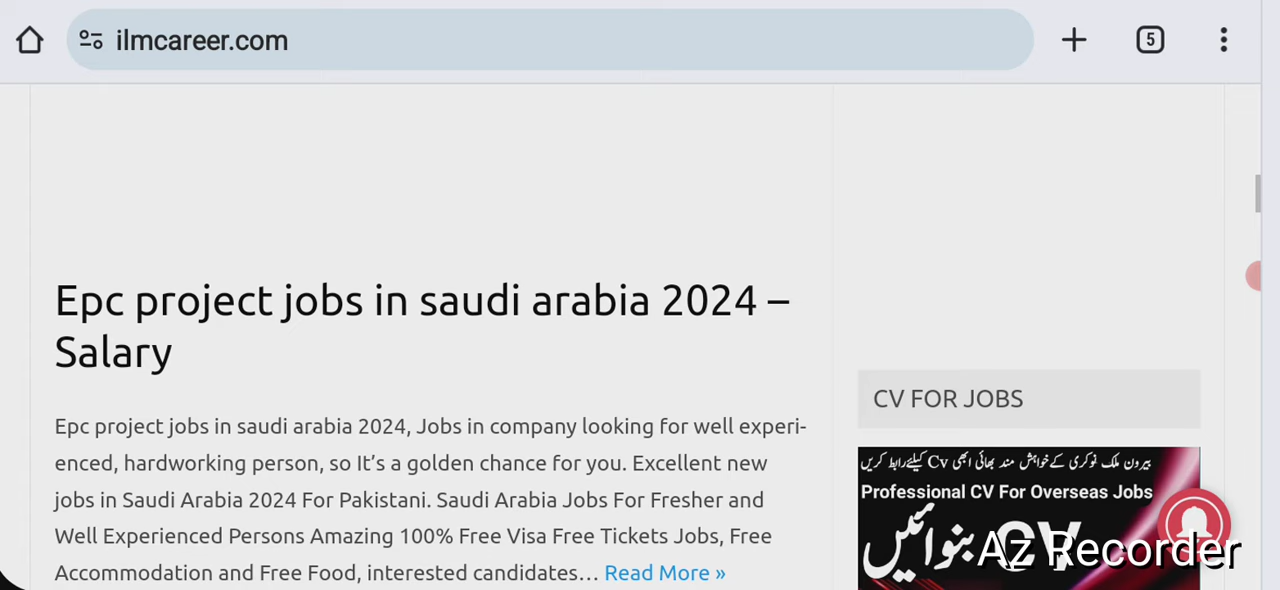 ilmcareer.com
5
Epc project jobs in saudi arabia 2024 –
Salary
Epc project jobs in saudi arabia 2024, Jobs in company looking for well experi-
enced, hardworking person, so It’s a golden chance for you. Excellent new
jobs in Saudi Arabia 2024 For Pakistani. Saudi Arabia Jobs For Fresher and
Well Experienced Persons Amazing 100% Free Visa Free Tickets Jobs, Free
Accommodation and Free Food, interested candidates… Read More »
CV FOR JOBS
بیرون ملک نوکری کے خواہش مند بھائی ابھی Cv کیلئے رابطہ کریں
Professional CV For Overseas Jobs
CV بنوائیں
Az Recorder